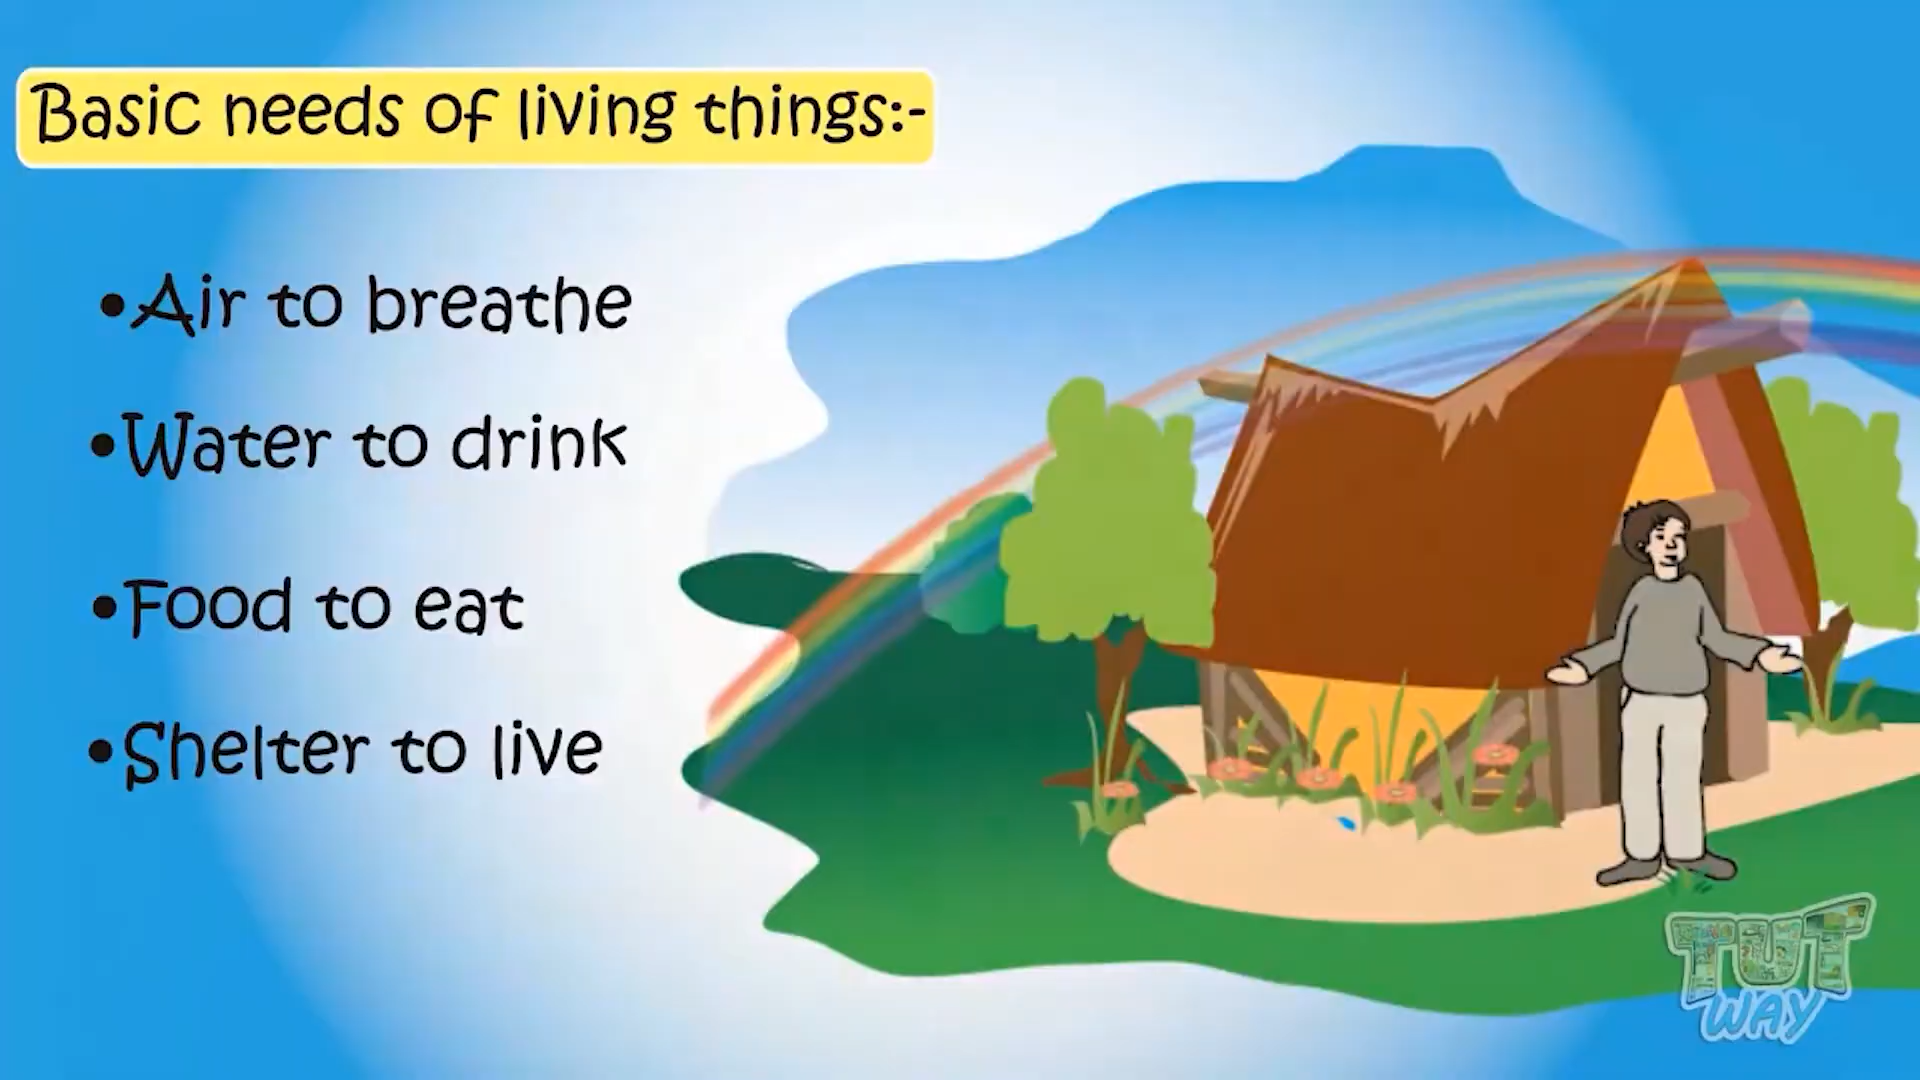 Basic needs of living things:-
•Air to breathe
•Water to drink
•Food to eat
•Shelter to live
TUT
WAY